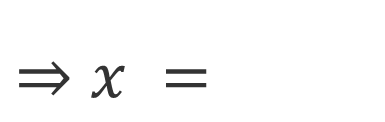 ⇒ x =